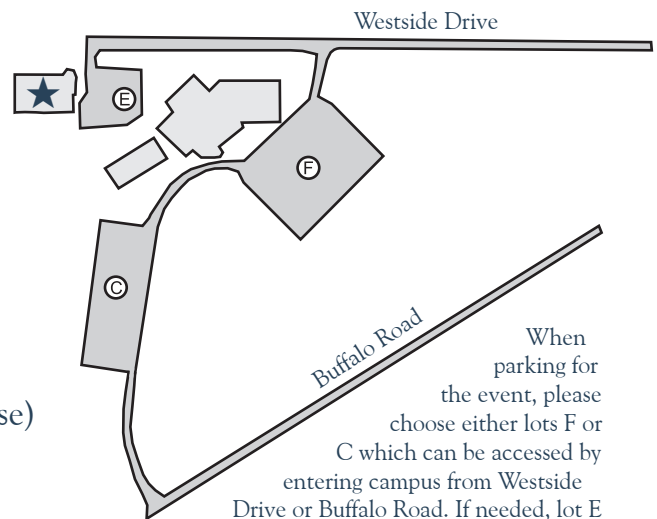 Westside Drive
E
F
C
Buffalo Road
se)
When
parking for
the event, please
choose either lots F or
C which can be accessed by
entering campus from Westside
Drive or Buffalo Road. If needed, lot E